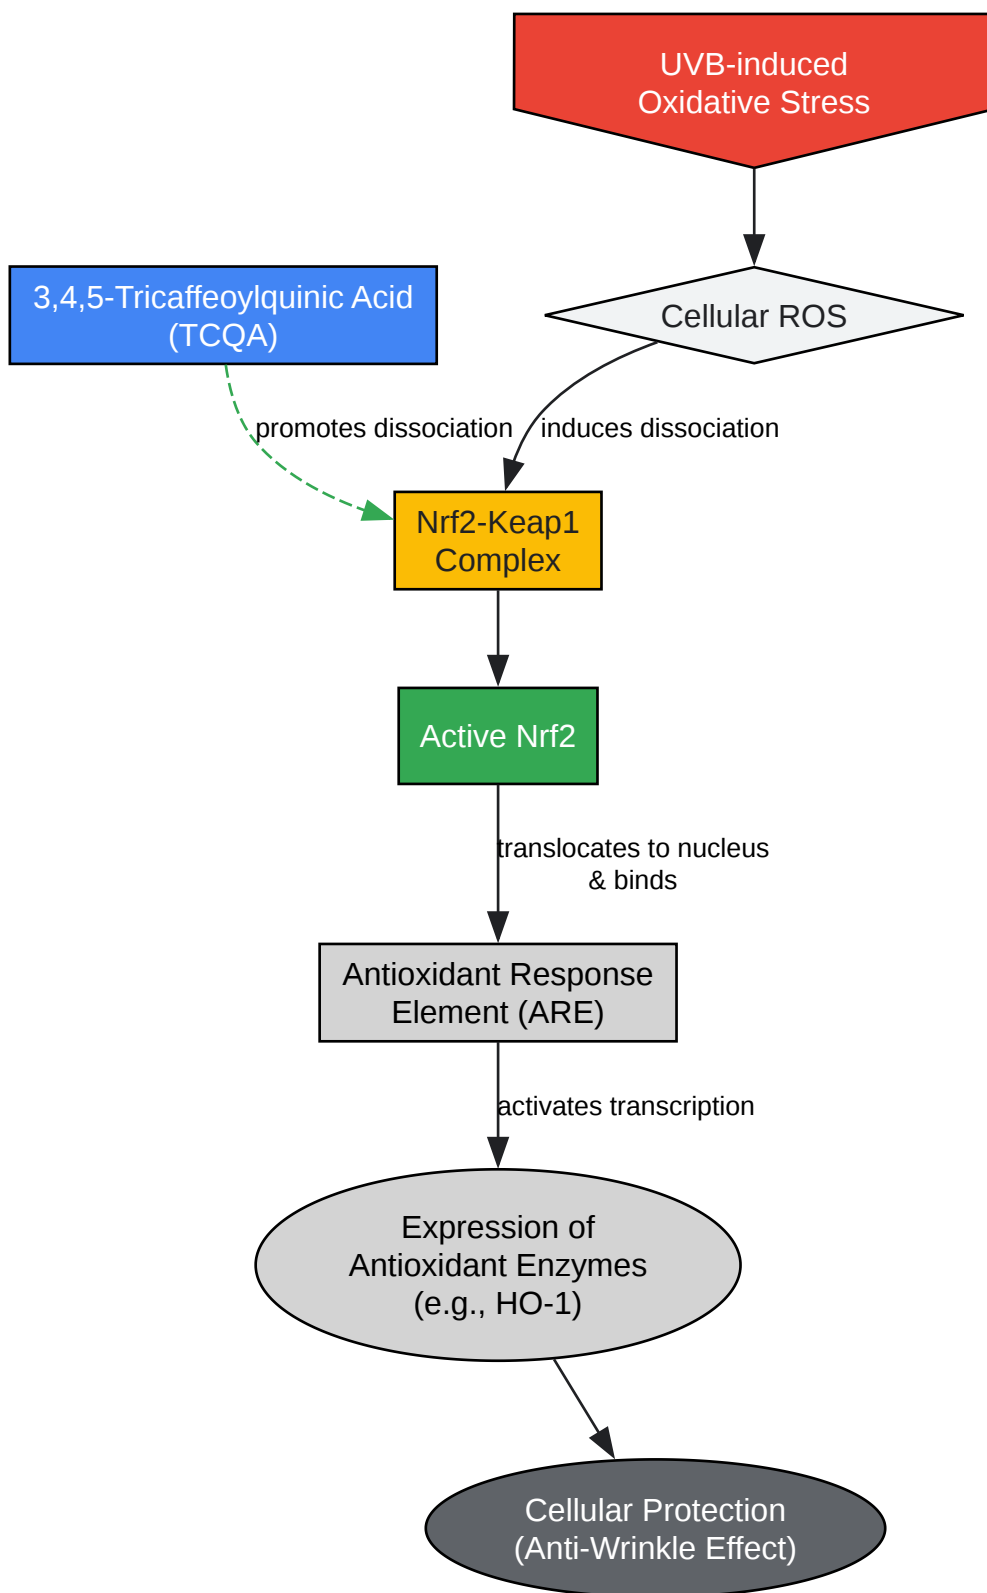 UVB-induced
Oxidative Stress
3,4,5-Tricaffeoylquinic Acid
(TCQA)
Cellular ROS
promotes dissociation
induces dissociation
Nrf2-Keap1
Complex
Active Nrf2
translocates to nucleus
& binds
Antioxidant Response
Element (ARE)
activates transcription
Expression of
Antioxidant Enzymes
(e.g., HO-1)
Cellular Protection
(Anti-Wrinkle Effect)